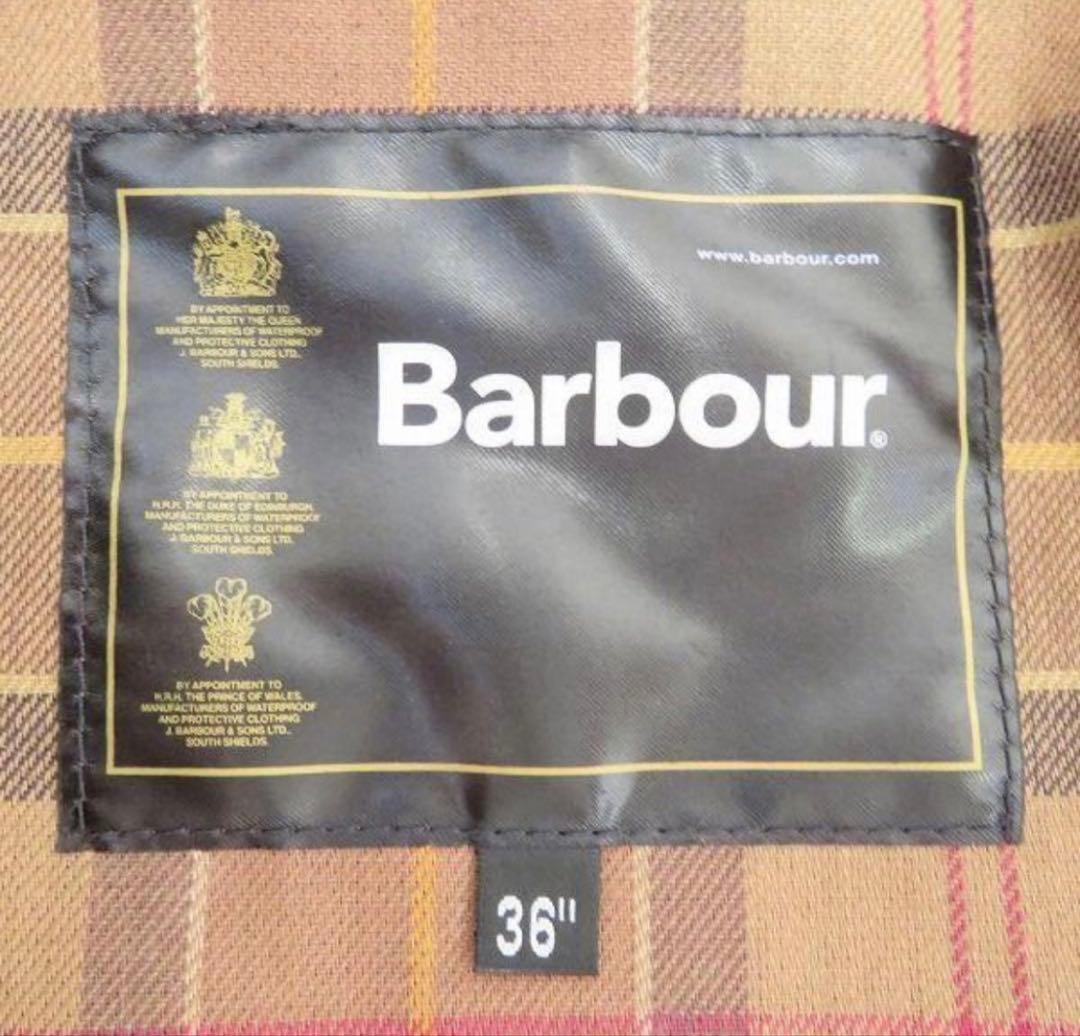 BY APPOINTMENT TO
HER MAJESTY THE QUEEN
MANUFACTURERS OF WATERPROOF
AND PROTECTIVE CLOTHING
J. BARBOUR & SONS LTD.,
SOUTH SHIELDS.
BY APPOINTMENT TO
H.R.H. THE DUKE OF EDINBURGH,
MANUFACTURERS OF WATERPROOF
AND PROTECTIVE CLOTHING
J. BARBOUR & SONS LTD.
SOUTH SHIELDS.
BY APPOINTMENT TO
H.R.H. THE PRINCE OF WALES.
MANUFACTURERS OF WATERPROOF
AND PROTECTIVE CLOTHING
J. BARBOUR & SONS LTD.,
SOUTH SHIELDS.
www.barbour.com
Barbour®
36"